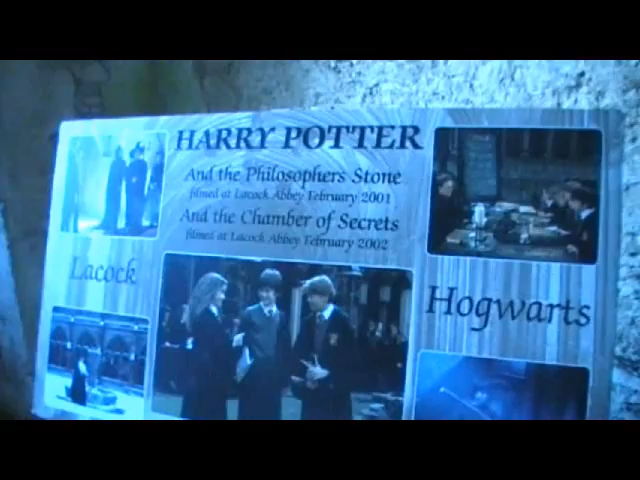 HARRY POTTER
And the Philosophers Stone
filmed at Lacock Abbey February 2001
And the Chamber of Secrets
filmed at Lacock Abbey February 2002
Lacock
Hogwarts